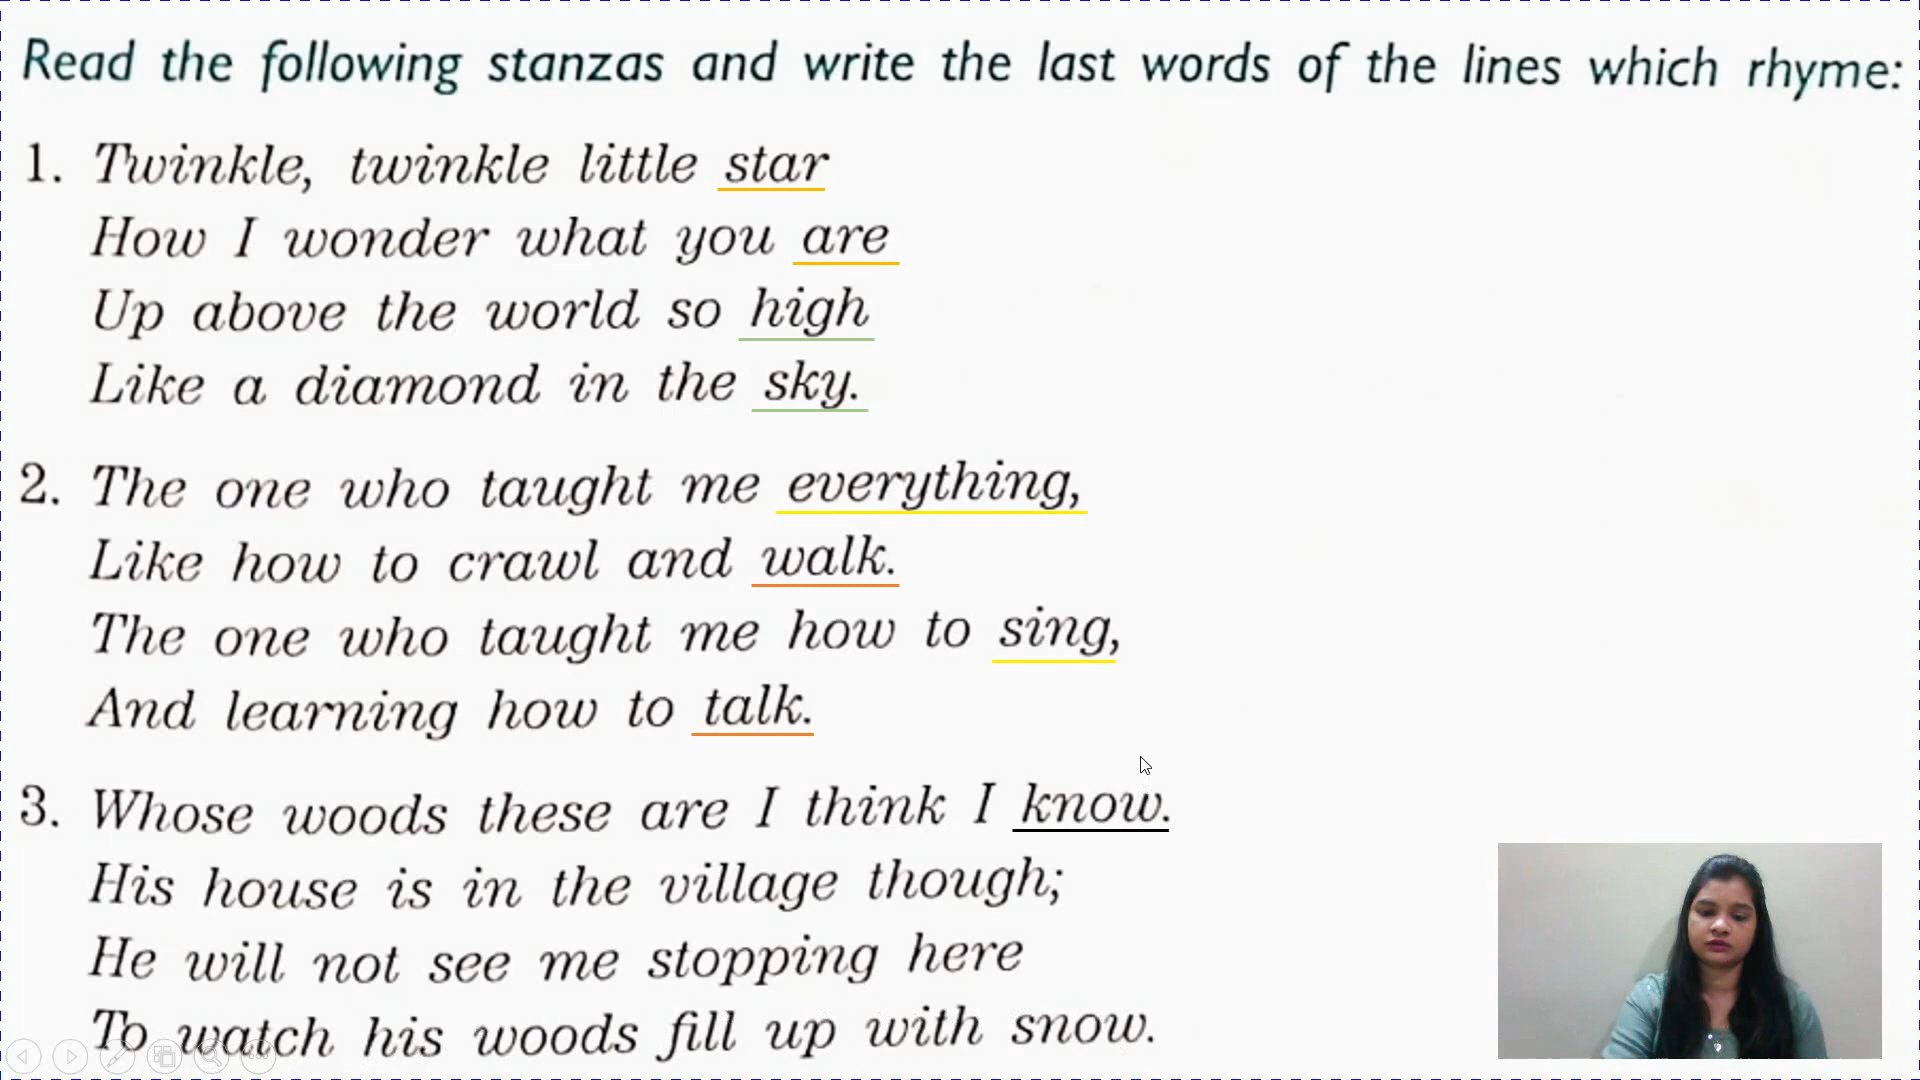 Read the following stanzas and write the last words of the lines which rhyme:
1. Twinkle, twinkle little star
How I wonder what you are
Up above the world so high
Like a diamond in the sky.
2. The one who taught me everything,
Like how to crawl and walk.
The one who taught me how to sing,
And learning how to talk.
3. Whose woods these are I think I know.
His house is in the village though;
He will not see me stopping here
To watch his woods fill up with snow.